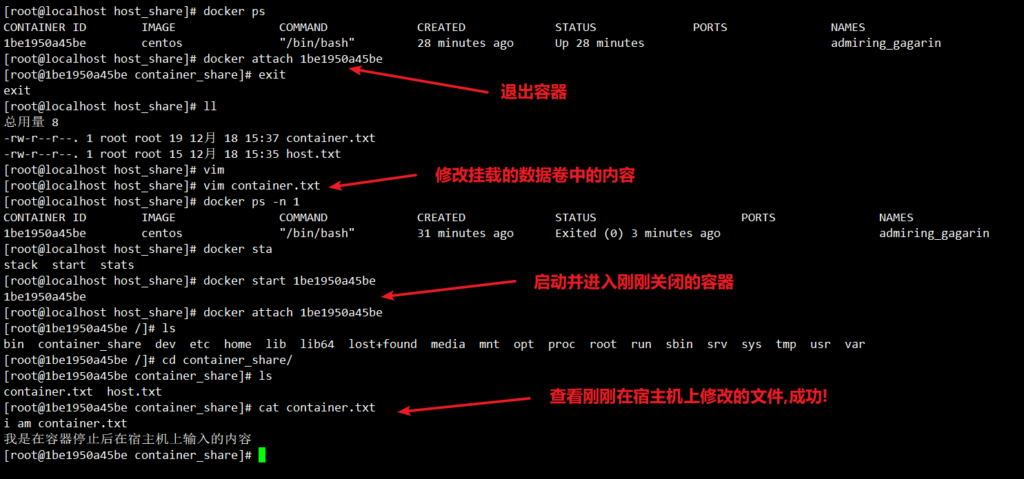 [root@localhost host_share]# docker ps
CONTAINER ID IMAGE COMMAND CREATED STATUS PORTS NAMES
1be1950a45be centos "/bin/bash" 28 minutes ago Up 28 minutes admiring_gagarin
[root@localhost host_share]# docker attach 1be1950a45be
[root@1be1950a45be container_share]# exit
exit
退出容器
[root@localhost host_share]# ll
总用量 8
-rw-r--r--. 1 root root 19 12月 18 15:37 container.txt
-rw-r--r--. 1 root root 15 12月 18 15:35 host.txt
[root@localhost host_share]# vim
修改挂载的数据卷中的内容
[root@localhost host_share]# vim container.txt
[root@localhost host_share]# docker ps -n 1
CONTAINER ID IMAGE COMMAND CREATED STATUS PORTS NAMES
1be1950a45be centos "/bin/bash" 31 minutes ago Exited (0) 3 minutes ago admiring_gagarin
[root@localhost host_share]# docker sta
stack start stats
[root@localhost host_share]# docker start 1be1950a45be
启动并进入刚刚关闭的容器
1be1950a45be
[root@localhost host_share]# docker attach 1be1950a45be
[root@1be1950a45be /]# ls
bin container_share dev etc home lib lib64 lost+found media mnt opt proc root run sbin srv sys tmp usr var
[root@1be1950a45be /]# cd container_share/
[root@1be1950a45be container_share]# ls
container.txt host.txt
查看刚刚在宿主机上修改的文件,成功!
[root@1be1950a45be container_share]# cat container.txt
i am container.txt
我是在容器停止后在宿主机上输入的内容
[root@1be1950a45be container_share]#